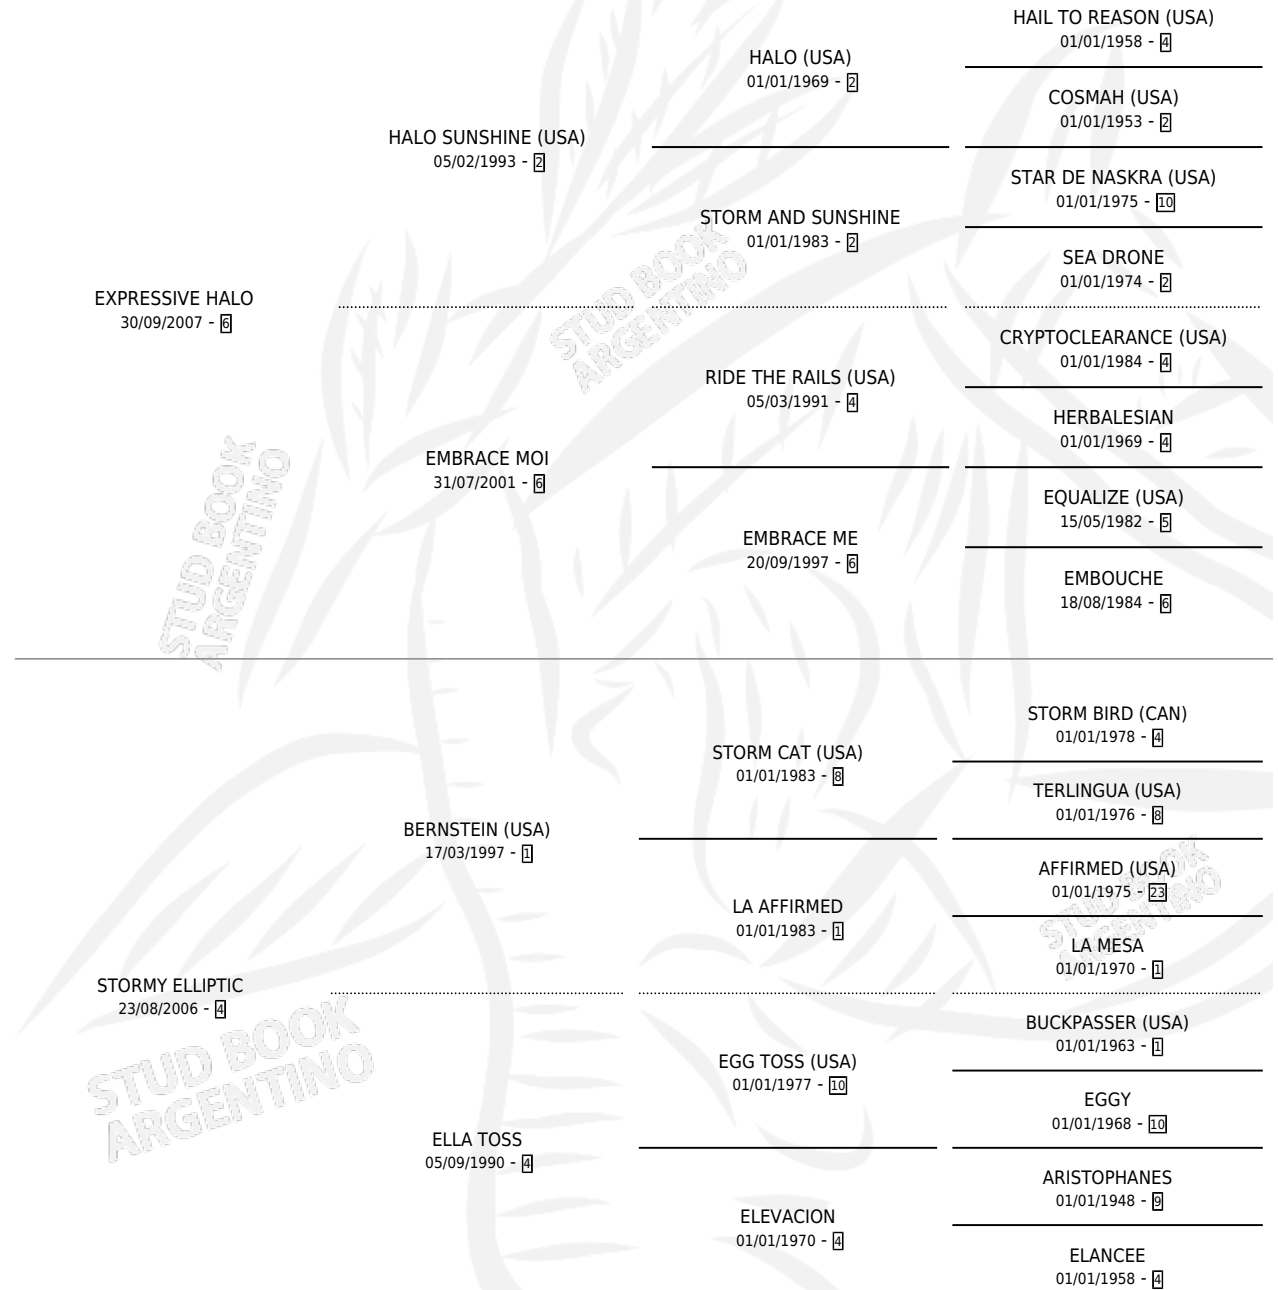 HAIL TO REASON (USA)
01/01/1958 - 4
HALO (USA)
01/01/1969 - 2
COSMAH (USA)
01/01/1953 - 2
HALO SUNSHINE (USA)
05/02/1993 - 2
STAR DE NASKRA (USA)
01/01/1975 - 10
STORM AND SUNSHINE
01/01/1983 - 2
SEA DRONE
01/01/1974 - 2
EXPRESSIVE HALO
30/09/2007 - 6
CRYPTOCLEARANCE (USA)
01/01/1984 - 4
RIDE THE RAILS (USA)
05/03/1991 - 4
HERBALESIAN
01/01/1969 - 4
EMBRACE MOI
31/07/2001 - 6
EQUALIZE (USA)
15/05/1982 - 5
EMBRACE ME
20/09/1997 - 6
EMBOUCHE
18/08/1984 - 6
STUD BOOK
ARGENTINO
STUD BOOK
ARGENTINO
STORM BIRD (CAN)
01/01/1978 - 4
STORM CAT (USA)
01/01/1983 - 8
TERLINGUA (USA)
01/01/1976 - 8
BERNSTEIN (USA)
17/03/1997 - 1
AFFIRMED (USA)
01/01/1975 - 23
LA AFFIRMED
01/01/1983 - 1
LA MESA
01/01/1970 - 1
STORMY ELLIPTIC
23/08/2006 - 4
BUCKPASSER (USA)
01/01/1963 - 1
EGG TOSS (USA)
01/01/1977 - 10
EGGY
01/01/1968 - 10
ELLA TOSS
05/09/1990 - 4
ARISTOPHANES
01/01/1948 - 9
ELEVACION
01/01/1970 - 4
ELANCEE
01/01/1958 - 4
STUD BOOK
ARGENTINO
STUD BOOK
ARGENTINO